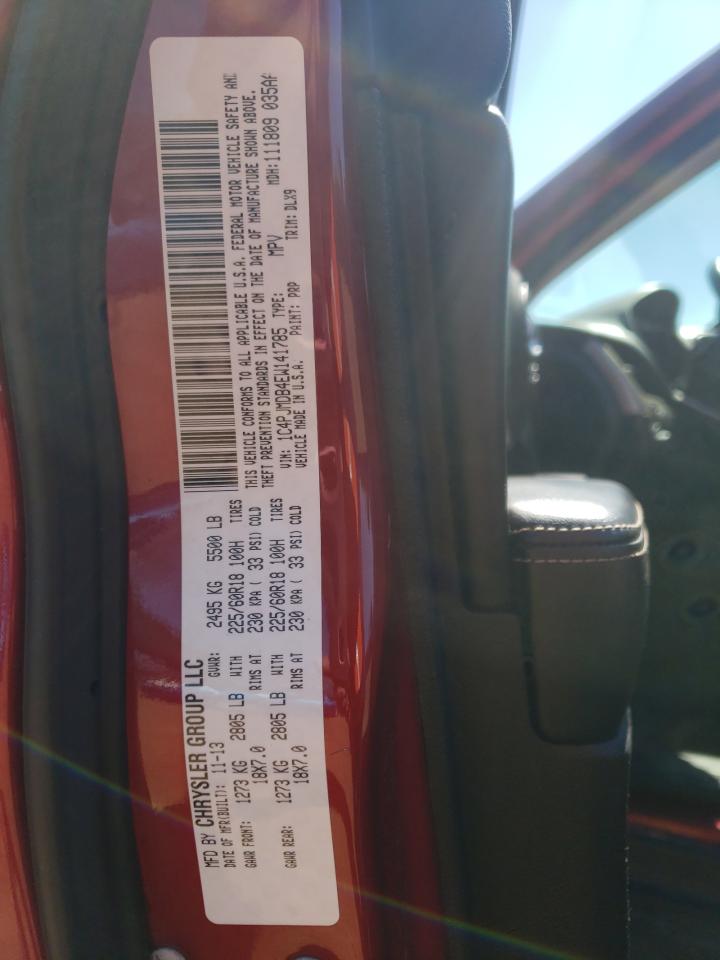 MFD BY CHRYSLER GROUP LLC
DATE OF MFR(BUILT): 11-13 GVWR: 2495 KG 5500 LB
GAWR FRONT: 1273 KG 2805 LB WITH 225/60R18 100H TIRES
18X7.0 RIMS AT 230 KPA ( 33 PSI) COLD
GAWR REAR: 1273 KG 2805 LB WITH 225/60R18 100H TIRES
18X7.0 RIMS AT 230 KPA ( 33 PSI) COLD
THIS VEHICLE CONFORMS TO ALL APPLICABLE U.S.A. FEDERAL MOTOR VEHICLE SAFETY AND
THEFT PREVENTION STANDARDS IN EFFECT ON THE DATE OF MANUFACTURE SHOWN ABOVE.
VIN: 1C4PJMDB4EW141785 TYPE: MPV MDH:111809 035AA
VEHICLE MADE IN U.S.A. PAINT: PRP TRIM: DLX9